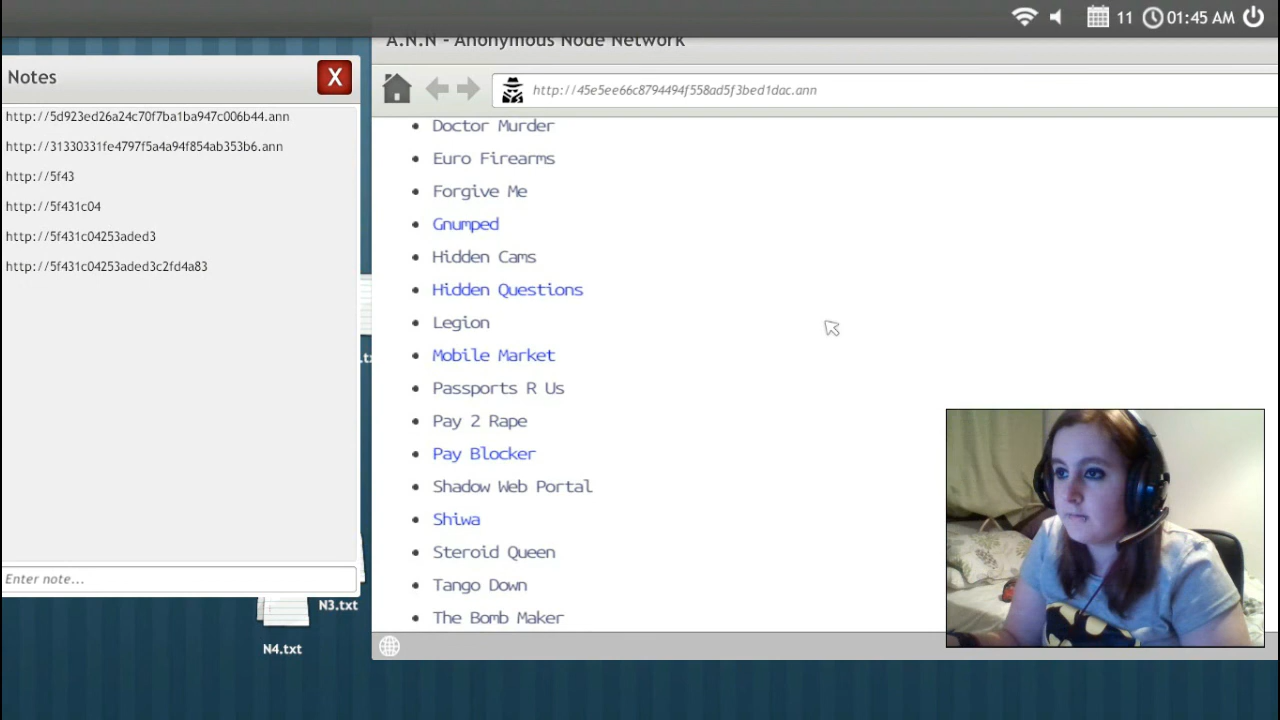 11 01:45 AM
A.N.N - Anonymous Node Network
Notes
X
http://45e5ee66c8794494f558ad5f3bed1dac.ann
http://5d923ed26a24c70f7ba1ba947c006b44.ann
http://31330331fe4797f5a4a94f854ab353b6.ann
http://5f43
http://5f431c04
http://5f431c04253aded3
http://5f431c04253aded3c2fd4a83
Enter note...
Doctor Murder
Euro Firearms
Forgive Me
Gnumped
Hidden Cams
Hidden Questions
Legion
Mobile Market
Passports R Us
Pay 2 Rape
Pay Blocker
Shadow Web Portal
Shiwa
Steroid Queen
Tango Down
The Bomb Maker
N3.txt
N4.txt